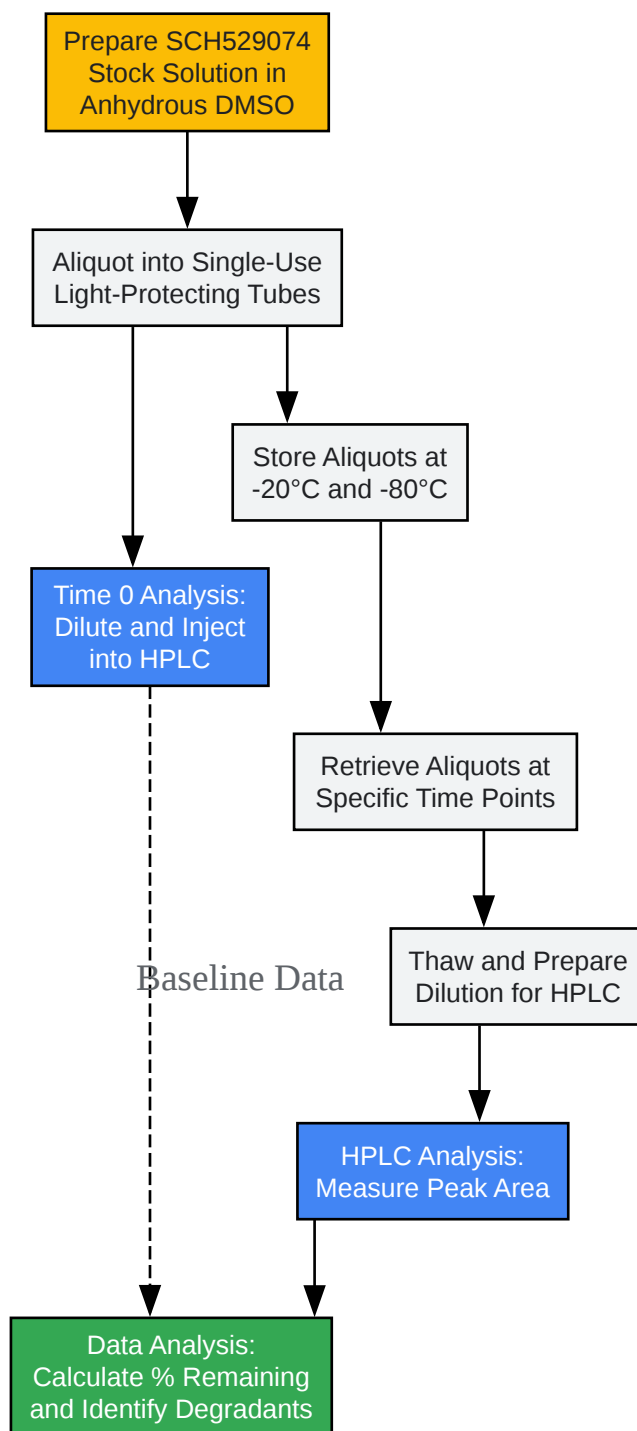 Prepare SCH529074
Stock Solution in
Anhydrous DMSO
Aliquot into Single-Use
Light-Protecting Tubes
Store Aliquots at
-20°C and -80°C
Time 0 Analysis:
Dilute and Inject
into HPLC
Retrieve Aliquots at
Specific Time Points
Thaw and Prepare
Dilution for HPLC
Baseline Data
HPLC Analysis:
Measure Peak Area
Data Analysis:
Calculate % Remaining
and Identify Degradants